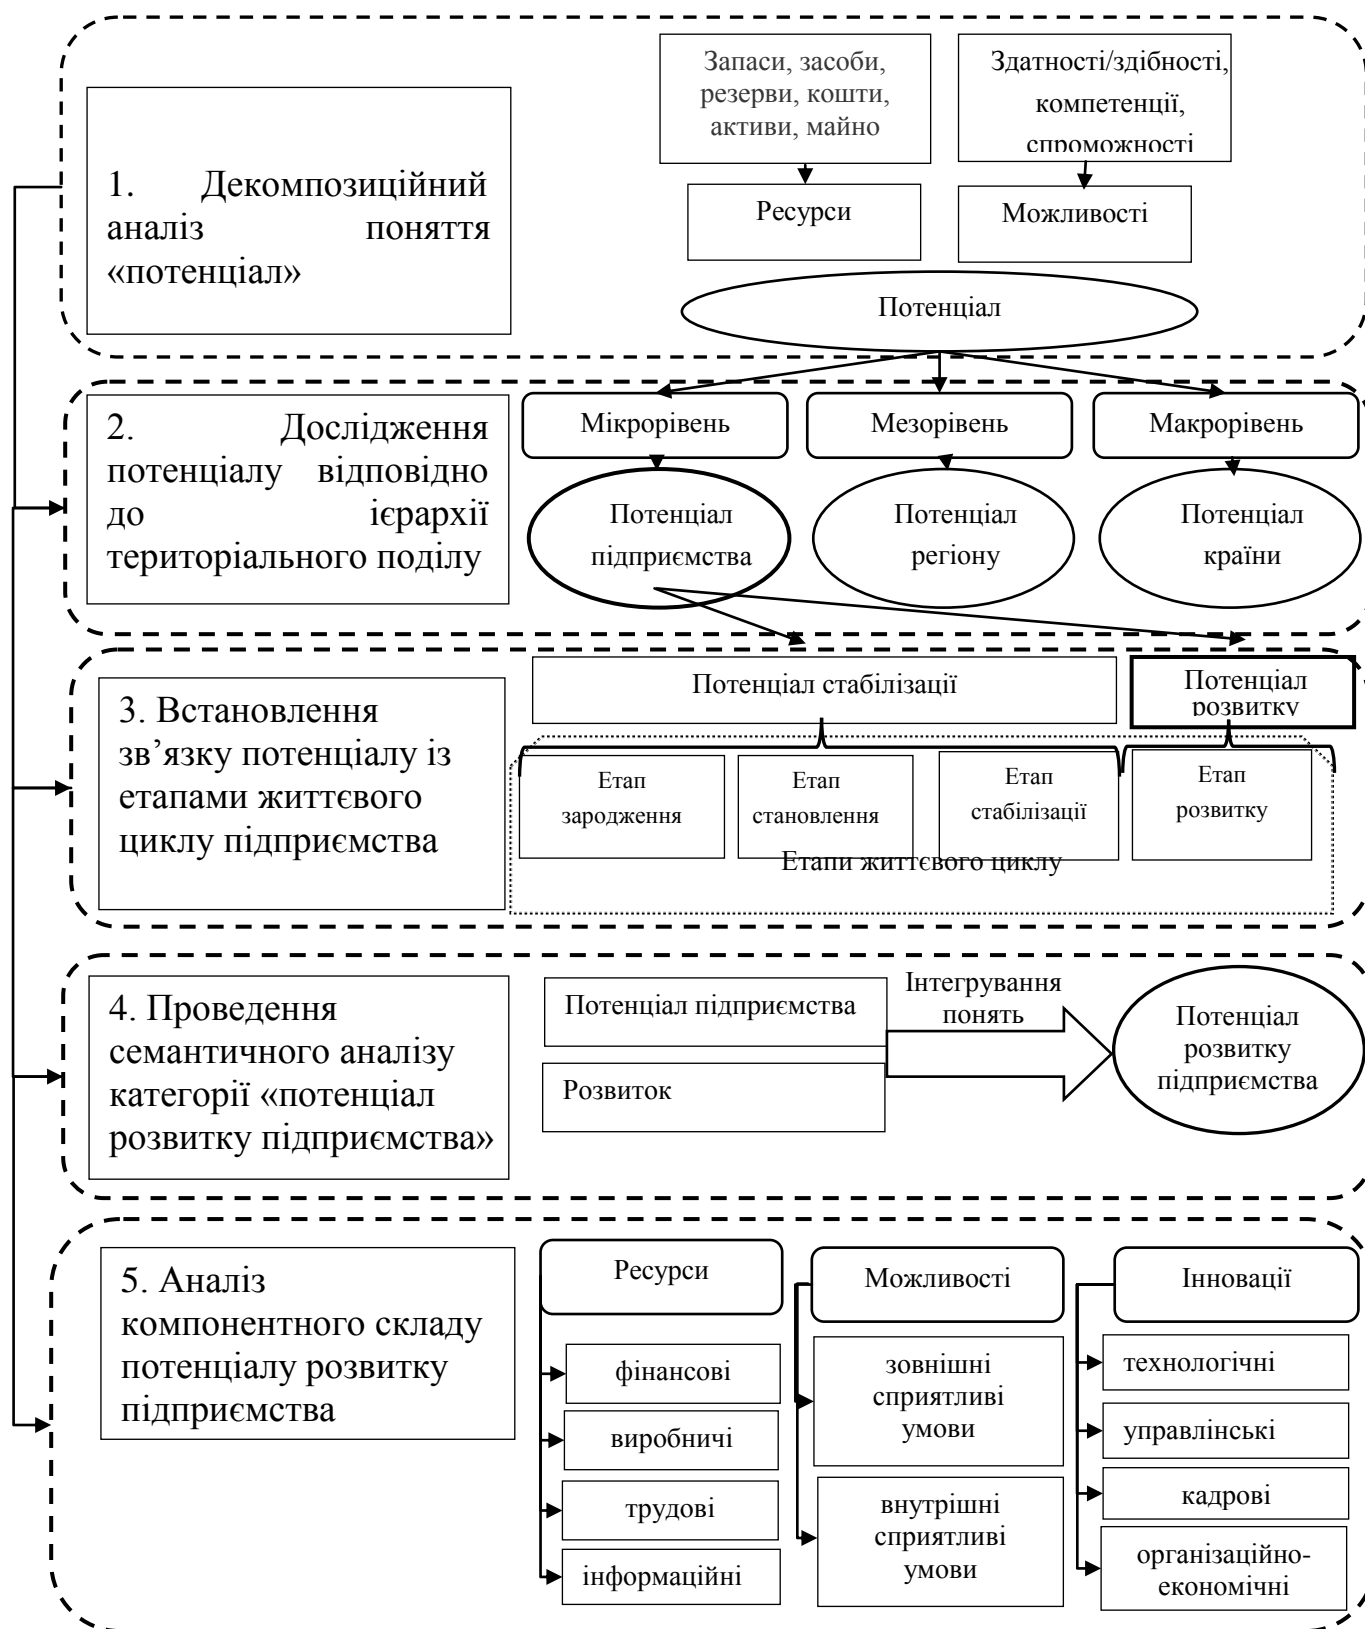 Запаси, засоби,
резерви, кошти,
активи, майно
Здатності/здібності,
компетенції,
спроможності
1. Декомпозиційний
аналіз поняття
«потенціал»
Ресурси
Можливості
Потенціал
2. Дослідження
потенціалу відповідно
до ієрархії
територіального поділу
Мікрорівень
Мезорівень
Макрорівень
Потенціал
підприємства
Потенціал
регіону
Потенціал
країни
3. Встановлення
зв’язку потенціалу із
етапами життєвого
циклу підприємства
Потенціал стабілізації
Потенціал
розвитку
Етап
зародження
Етап
становлення
Етап
стабілізації
Етап
розвитку
Етапи життєвого циклу
4. Проведення
семантичного аналізу
категорії «потенціал
розвитку підприємства»
Потенціал підприємства
Розвиток
Інтегрування
понять
Потенціал
розвитку
підприємства
5. Аналіз
компонентного складу
потенціалу розвитку
підприємства
Ресурси
фінансові
виробничі
трудові
інформаційні
Можливості
зовнішні
сприятливі
умови
внутрішні
сприятливі
умови
Інновації
технологічні
управлінські
кадрові
організаційно-
економічні